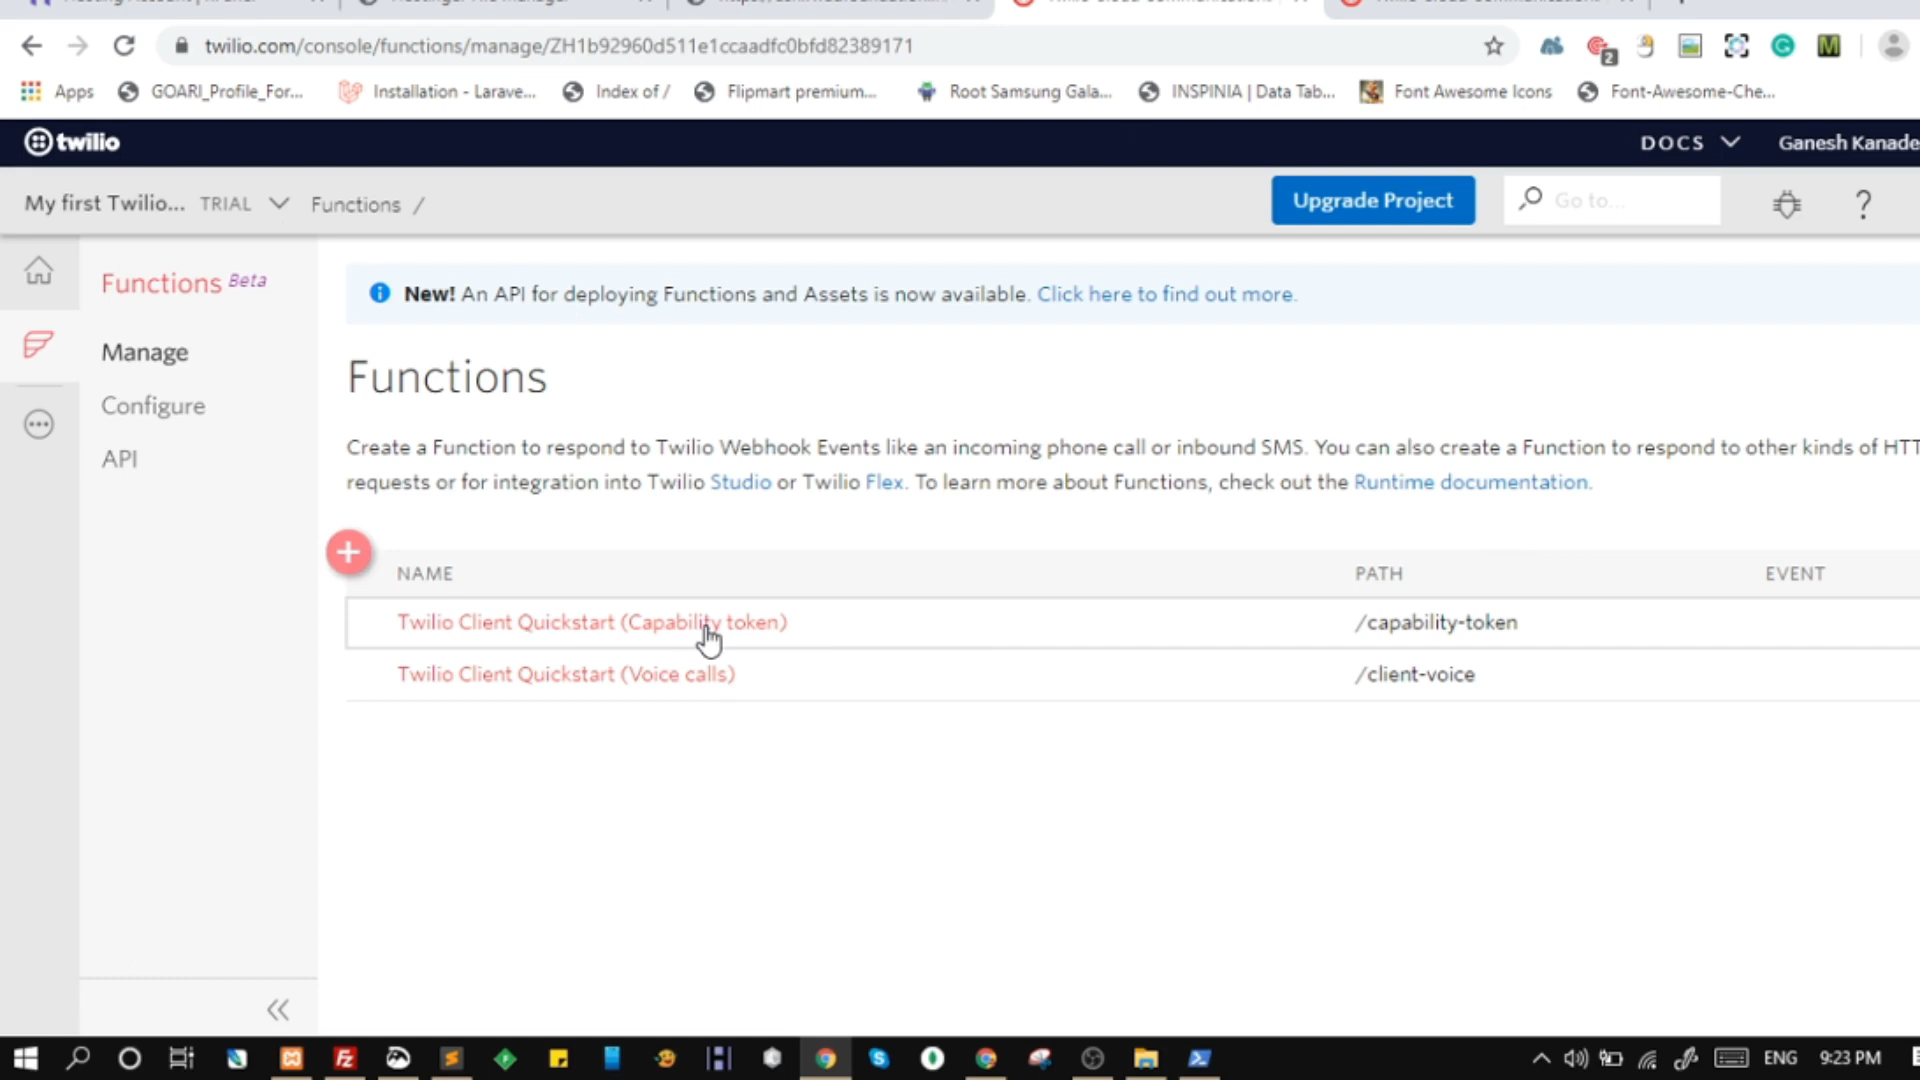 twilio.com/console/functions/manage/ZH1b92960d511e1ccaadfc0bfd82389171
2
Apps
GOARI_Profile_For...
Installation - Larave...
Index of /
Flipmart premium...
Root Samsung Gala...
INSPINIA | Data Tab...
Font Awesome Icons
Font-Awesome-Che...
twilio
DOCS
Ganesh Kanade
My first Twilio... TRIAL
Functions /
Upgrade Project
Go to...
?
Functions Beta
Manage
Configure
API
New! An API for deploying Functions and Assets is now available. Click here to find out more.
Functions
Create a Function to respond to Twilio Webhook Events like an incoming phone call or inbound SMS. You can also create a Function to respond to other kinds of HTT
requests or for integration into Twilio Studio or Twilio Flex. To learn more about Functions, check out the Runtime documentation.
NAME PATH EVENT
Twilio Client Quickstart (Capability token) /capability-token
Twilio Client Quickstart (Voice calls) /client-voice
ENG
9:23 PM